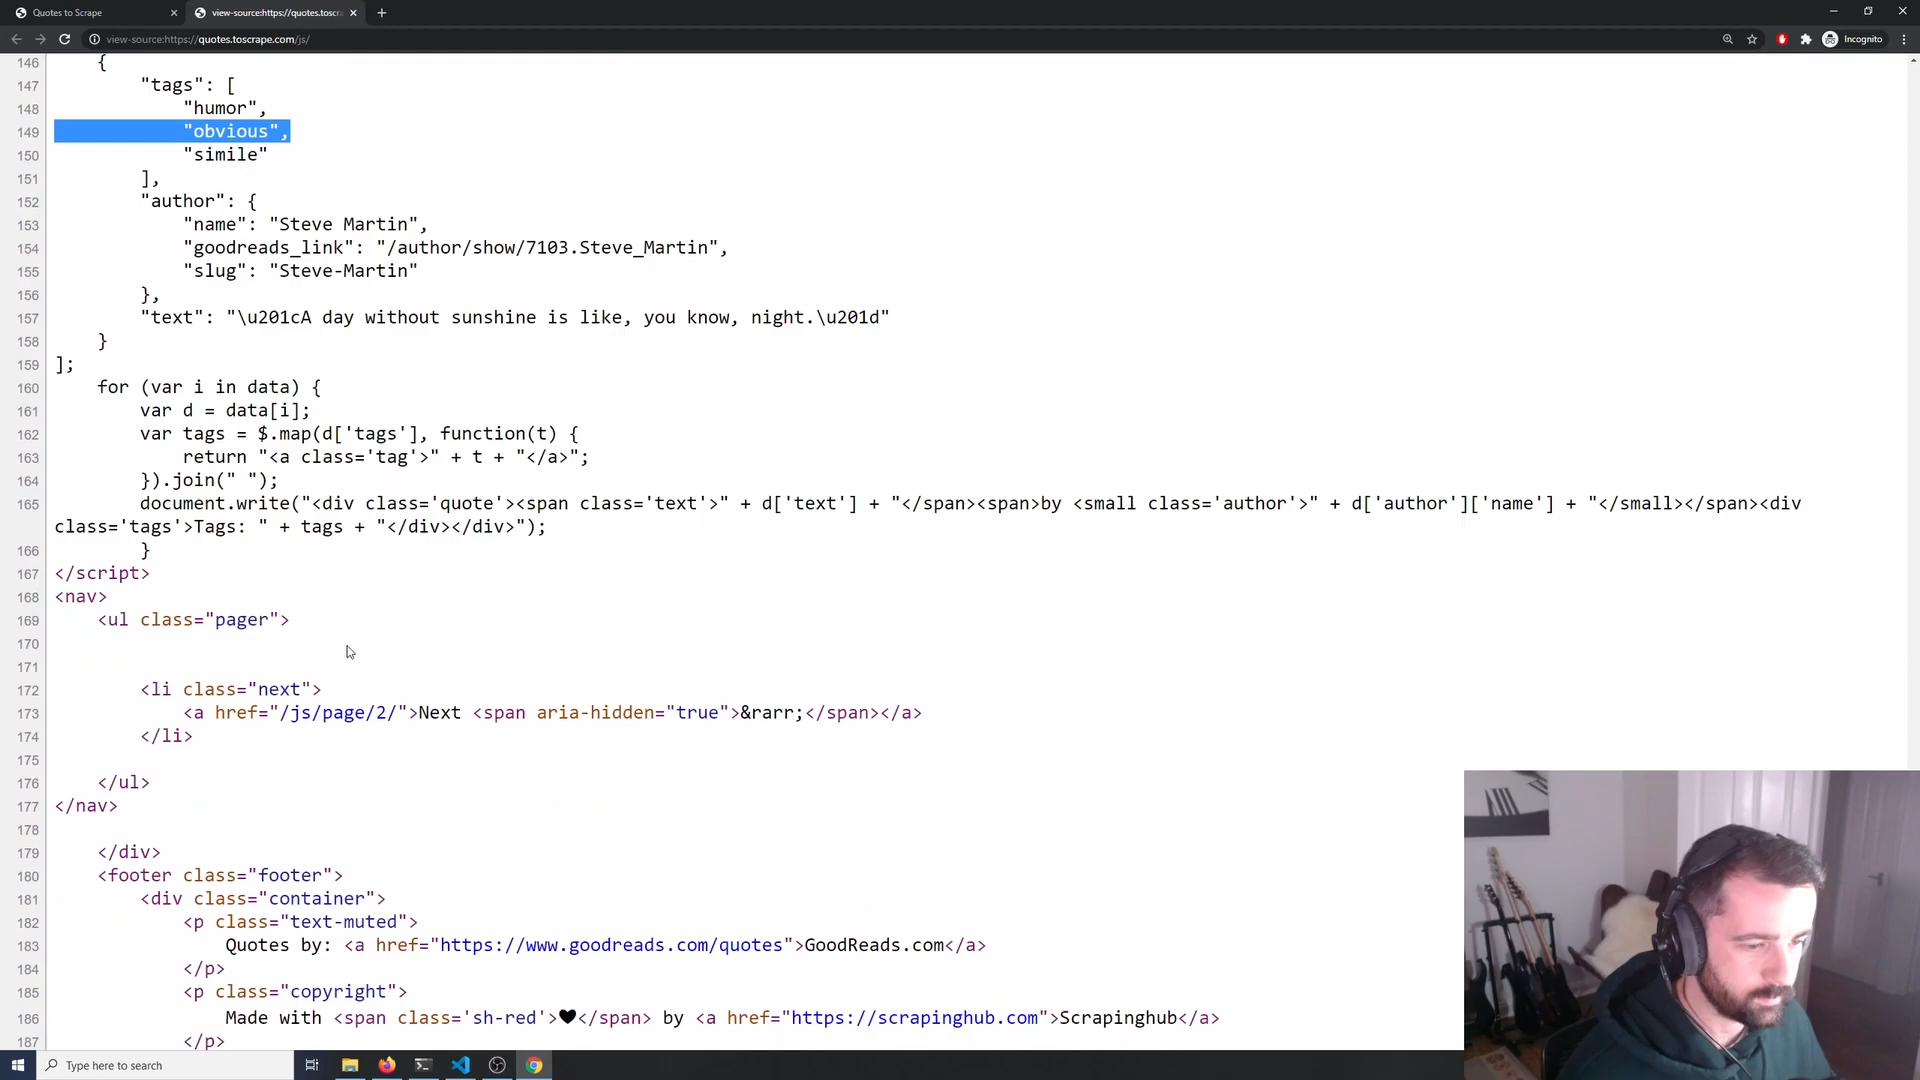 Quotes to Scrape
view-source:https://quotes.toscra
view-source:https://quotes.toscrape.com/js/
Incognito
146 {
147 "tags": [
148 "humor",
149 "obvious",
150 "simile"
151 ],
152 "author": {
153 "name": "Steve Martin",
154 "goodreads_link": "/author/show/7103.Steve_Martin",
155 "slug": "Steve-Martin"
156 },
157 "text": "\u201cA day without sunshine is like, you know, night.\u201d"
158 }
159 ];
160 for (var i in data) {
161 var d = data[i];
162 var tags = $.map(d['tags'], function(t) {
163 return "<a class='tag'>" + t + "</a>";
164 }).join(" ");
165 document.write("<div class='quote'><span class='text'>" + d['text'] + "</span><span>by <small class='author'>" + d['author']['name'] + "</small></span><div
class='tags'>Tags: " + tags + "</div></div>");
166 }
167 </script>
168 <nav>
169 <ul class="pager">
170
171
172 <li class="next">
173 <a href="/js/page/2/">Next <span aria-hidden="true">&rarr;</span></a>
174 </li>
175
176 </ul>
177 </nav>
178
179 </div>
180 <footer class="footer">
181 <div class="container">
182 <p class="text-muted">
183 Quotes by: <a href="https://www.goodreads.com/quotes">GoodReads.com</a>
184 </p>
185 <p class="copyright">
186 Made with <span class='sh-red'>❤</span> by <a href="https://scrapinghub.com">Scrapinghub</a>
187 </p>
Type here to search